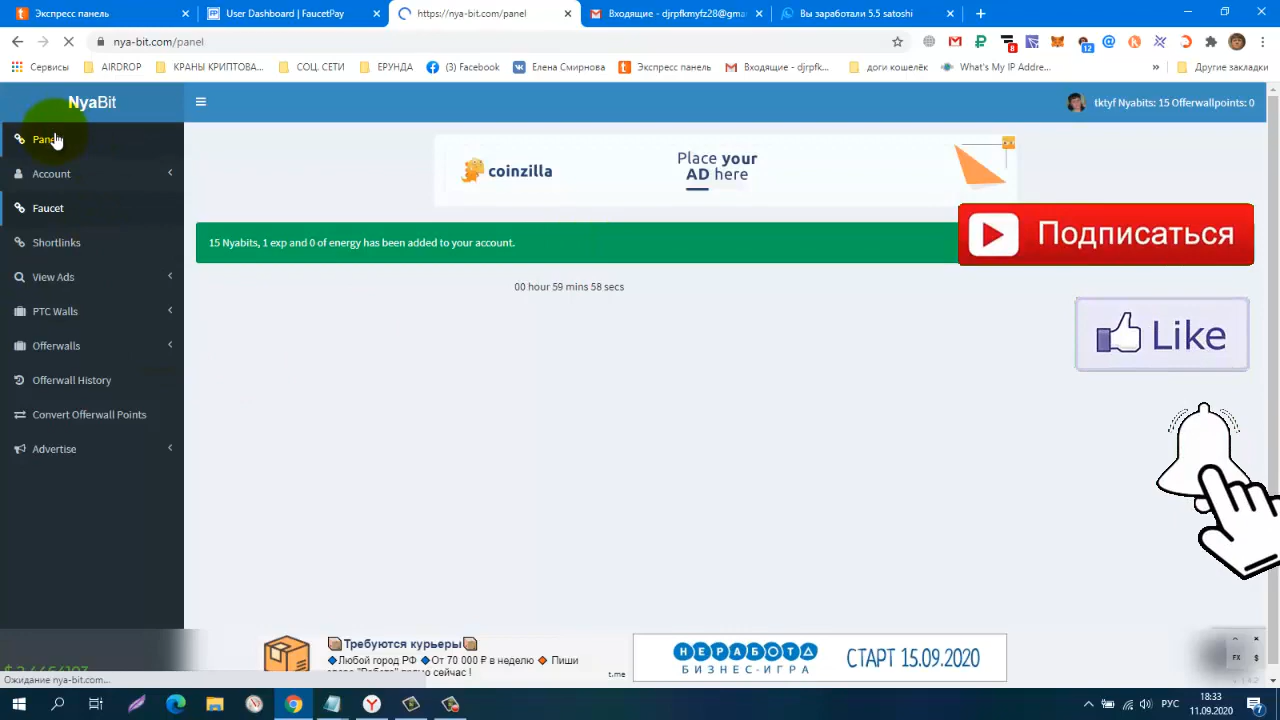 Экспресс панель
User Dashboard | FaucetPay
https://nya-bit.com/panel
Входящие - djrpfkmyfz28@gma
Вы заработали 5.5 satoshi
nya-bit.com/panel
8
12
Сервисы
AIRDROP
КРАНЫ КРИПТОВА...
СОЦ. СЕТИ
ЕРУНДА
(3) Facebook
Елена Смирнова
Экспресс панель
Входящие - djrpfk...
доги кошелёк
What's My IP Addre...
»
Другие закладки
NyaBit
tktyf Nyabits: 15 Offerwallpoints: 0
Panel
Account
Faucet
Shortlinks
View Ads
PTC Walls
Offerwalls
Offerwall History
Convert Offerwall Points
Advertise
coinzilla
Place your
AD here
15 Nyabits, 1 exp and 0 of energy has been added to your account.
00 hour 59 mins 58 secs
Подписаться
Like
Требуются курьеры
Любой город РФ От 70 000 ₽ в неделю Пиши
t.me
НЕРАБОТА
БИЗНЕС-ИГРА
СТАРТ 15.09.2020
FX $
Ожидание nya-bit.com...
РУС
18:33
11.09.2020
7